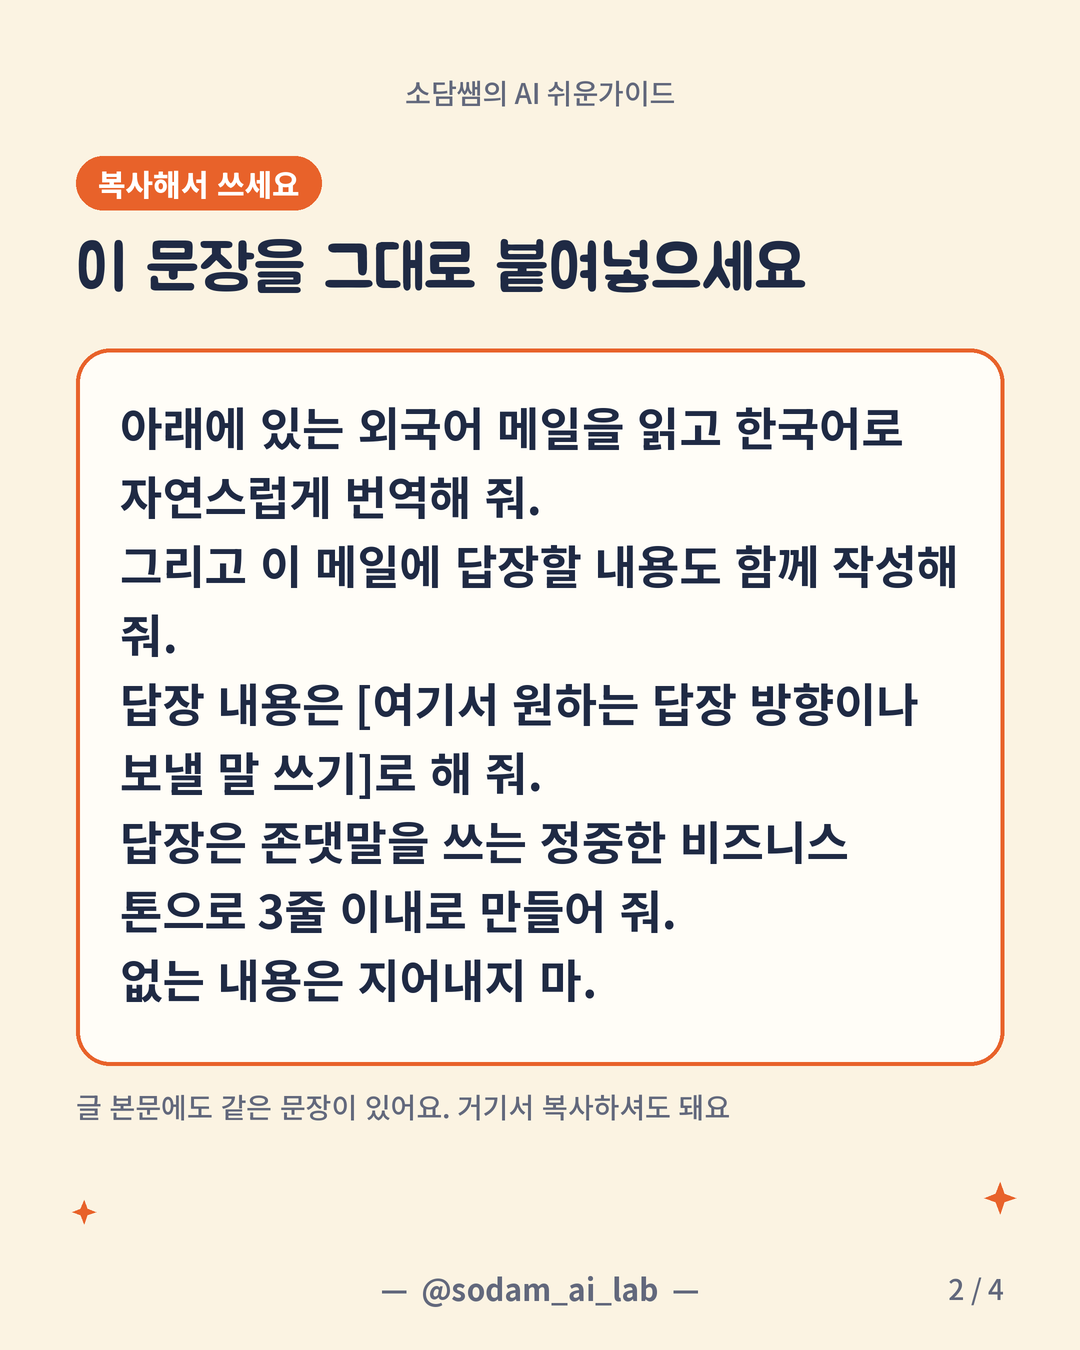 소담쌤의 AI 쉬운가이드
복사해서 쓰세요
이 문장을 그대로 붙여넣으세요
아래에 있는 외국어 메일을 읽고 한국어로
자연스럽게 번역해 줘.
그리고 이 메일에 답장할 내용도 함께 작성해
줘.
답장 내용은 [여기서 원하는 답장 방향이나
보낼 말 쓰기]로 해 줘.
답장은 존댓말을 쓰는 정중한 비즈니스
톤으로 3줄 이내로 만들어 줘.
없는 내용은 지어내지 마.
글 본문에도 같은 문장이 있어요. 거기서 복사하셔도 돼요
— @sodam_ai_lab —
2 / 4